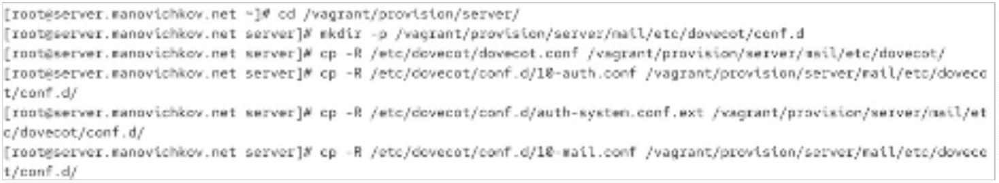 [root@server.manovichkov.net ~]# cd /vagrant/provision/server/
[root@server.manovichkov.net server]# mkdir -p /vagrant/provision/server/mail/etc/dovecot/conf.d
[root@server.manovichkov.net server]# cp -R /etc/dovecot/dovecot.conf /vagrant/provision/server/mail/etc/dovecot/
[root@server.manovichkov.net server]# cp -R /etc/dovecot/conf.d/10-auth.conf /vagrant/provision/server/mail/etc/doveco
t/conf.d/
[root@server.manovichkov.net server]# cp -R /etc/dovecot/conf.d/auth-system.conf.ext /vagrant/provision/server/mail/et
c/dovecot/conf.d/
[root@server.manovichkov.net server]# cp -R /etc/dovecot/conf.d/10-mail.conf /vagrant/provision/server/mail/etc/doveco
t/conf.d/